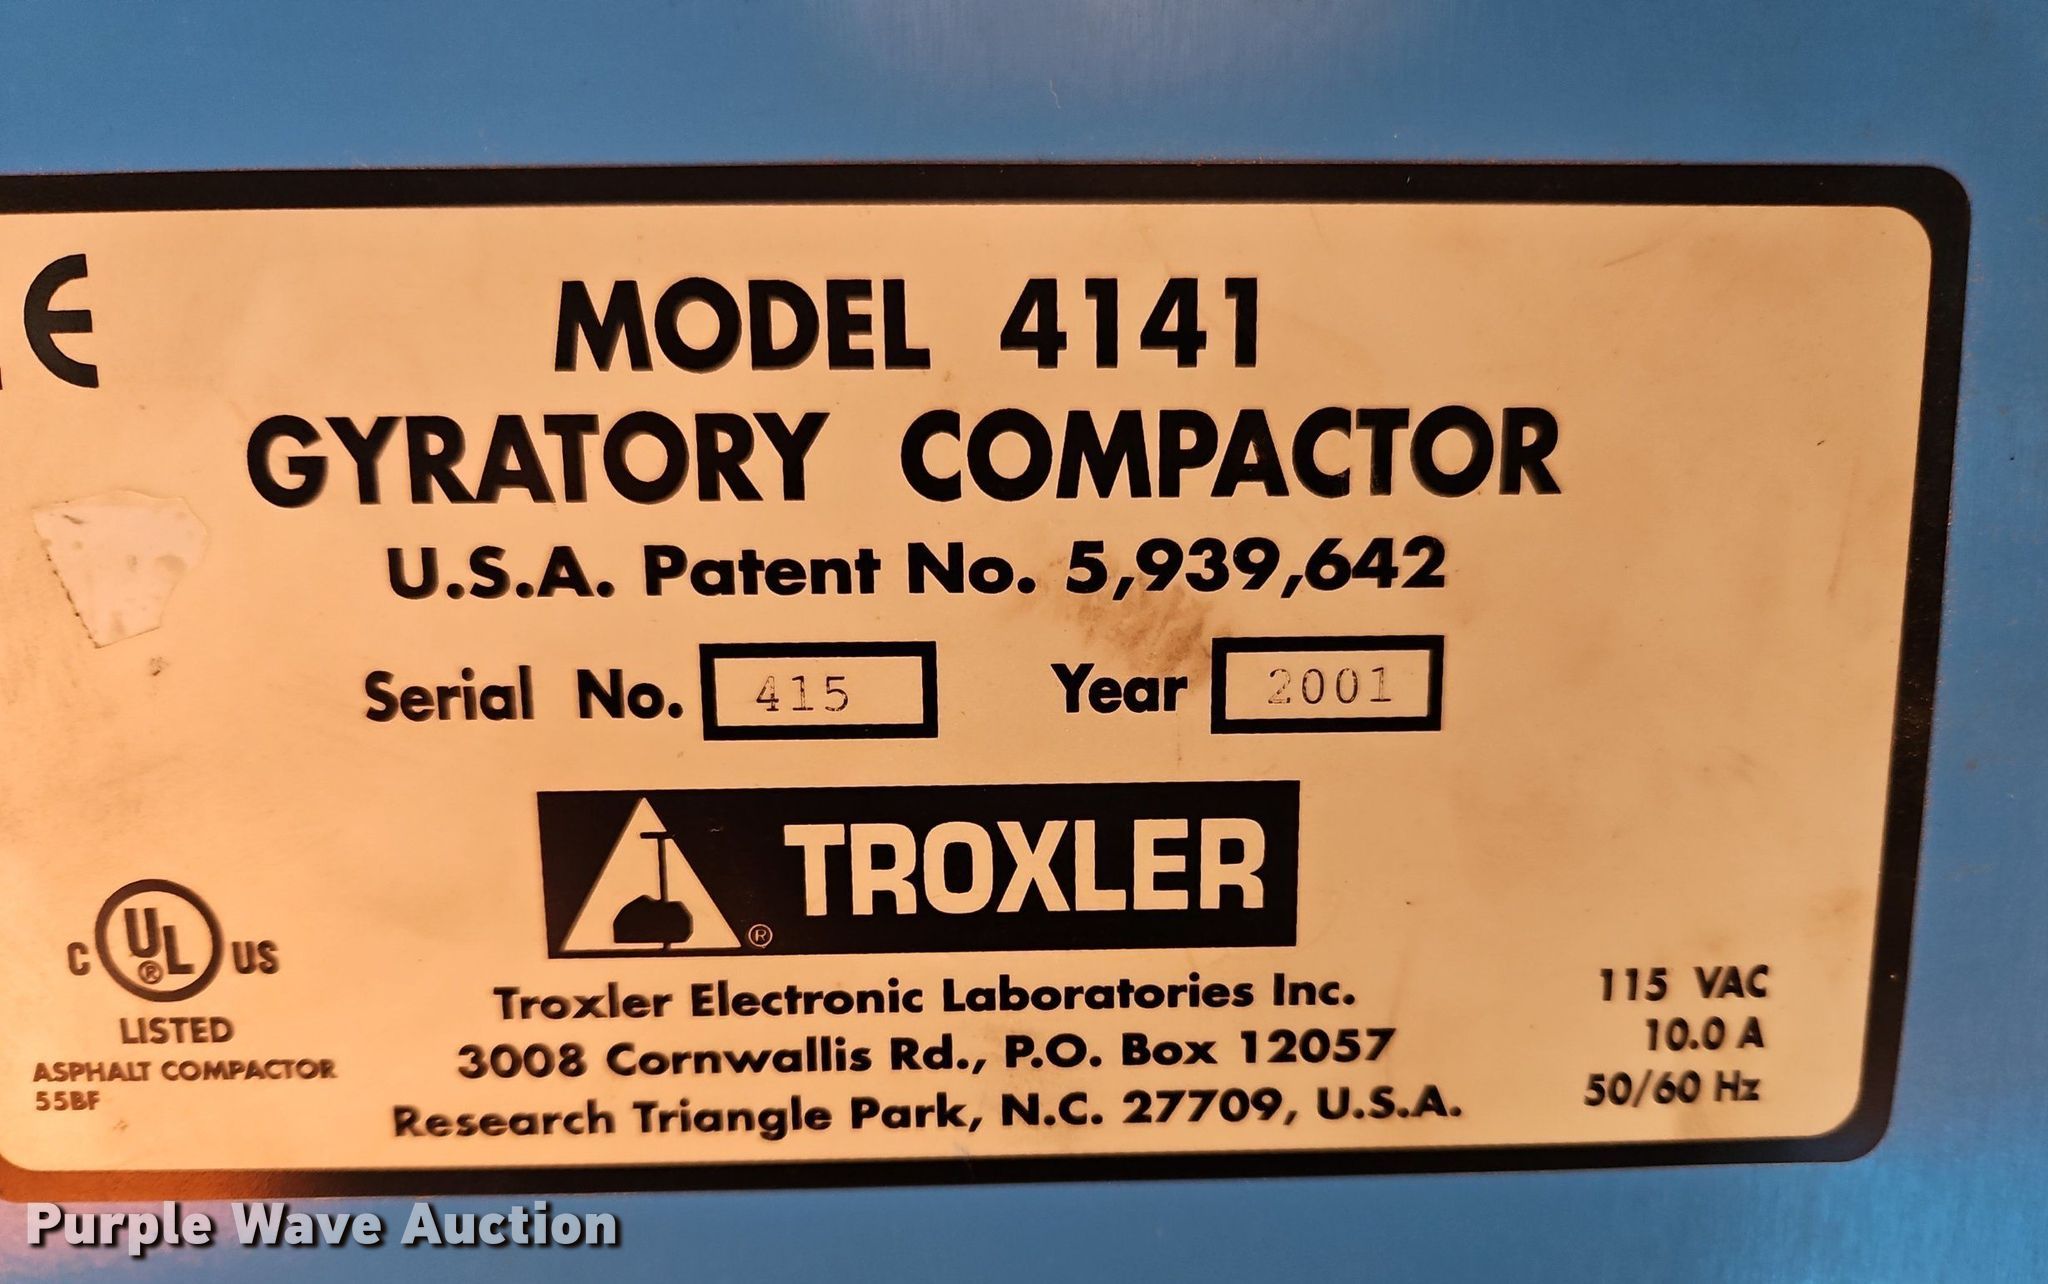 CE
MODEL 4141
GYRATORY COMPACTOR
U.S.A. Patent No. 5,939,642
Serial No. 415 Year 2001
TROXLER
®
C UL ® US
LISTED
ASPHALT COMPACTOR
55BF
Troxler Electronic Laboratories Inc.
3008 Cornwallis Rd., P.O. Box 12057
Research Triangle Park, N.C. 27709, U.S.A.
115 VAC
10.0 A
50/60 Hz
Purple Wave Auction